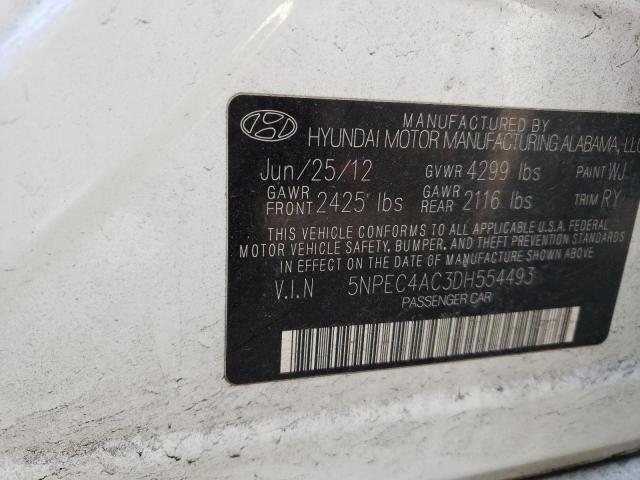 MANUFACTURED BY
HYUNDAI MOTOR MANUFACTURING ALABAMA, LLC
Jun/25/12 GVWR 4299 lbs PAINT WJ
GAWR FRONT 2425 lbs GAWR REAR 2116 lbs TRIM RY
THIS VEHICLE CONFORMS TO ALL APPLICABLE U.S.A. FEDERAL
MOTOR VEHICLE SAFETY, BUMPER, AND THEFT PREVENTION STANDARDS
IN EFFECT ON THE DATE OF MANUFACTURE SHOWN ABOVE
V.I.N 5NPEC4AC3DH554493
PASSENGER CAR